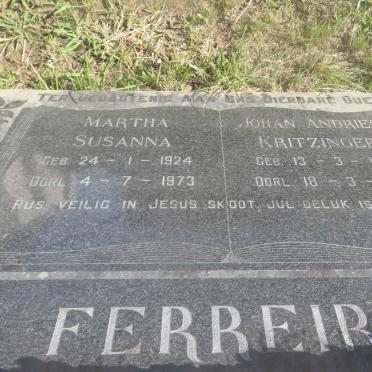 TER GEDAGTENIS AAN ONS DIERBARE OUE
MARTHA
SUSANNA
GEB. 24 - 1 - 1924
OORL. 4 - 7 - 1973
JOHAN ANDRIES
KRITZINGER
GEB. 13 - 3 -
OORL. 18 - 3 -
RUS VEILIG IN JESUS SKOOT, JUL GELUK IS
FERREIR